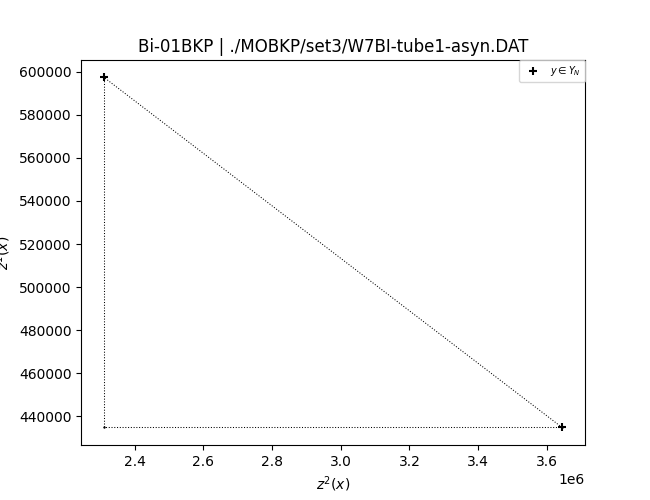 Bi-01BKP | ./MOBKP/set3/W7BI-tube1-asyn.DAT
y ∈ Y_N
600000
580000
560000
540000
520000
500000
480000
460000
440000
2.4 2.6 2.8 3.0 3.2 3.4 3.6
1e6
z²(x)